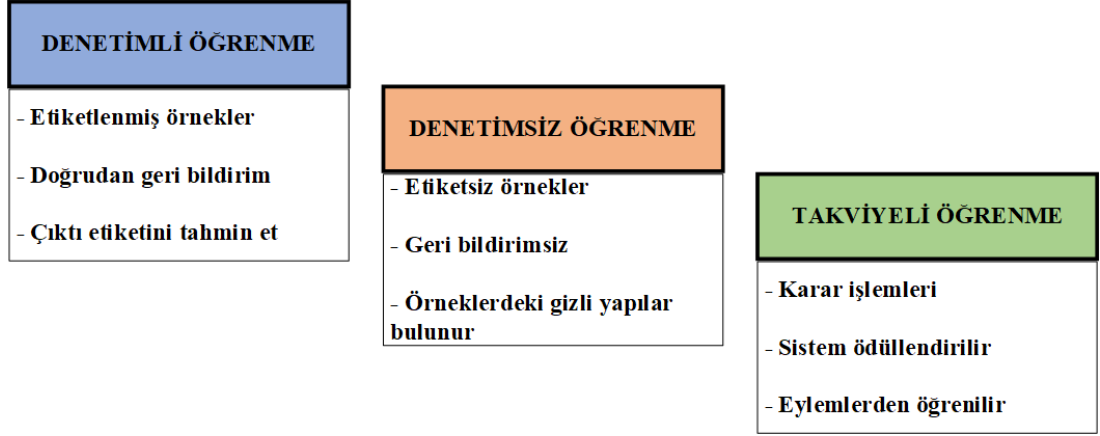 DENETİMLİ ÖĞRENME
- Etiketlenmiş örnekler
- Doğrudan geri bildirim
- Çıktı etiketini tahmin et
DENETİMSİZ ÖĞRENME
- Etiketsiz örnekler
- Geri bildirimsiz
- Örneklerdeki gizli yapılar
bulunur
TAKVİYELİ ÖĞRENME
- Karar işlemleri
- Sistem ödüllendirilir
- Eylemlerden öğrenilir